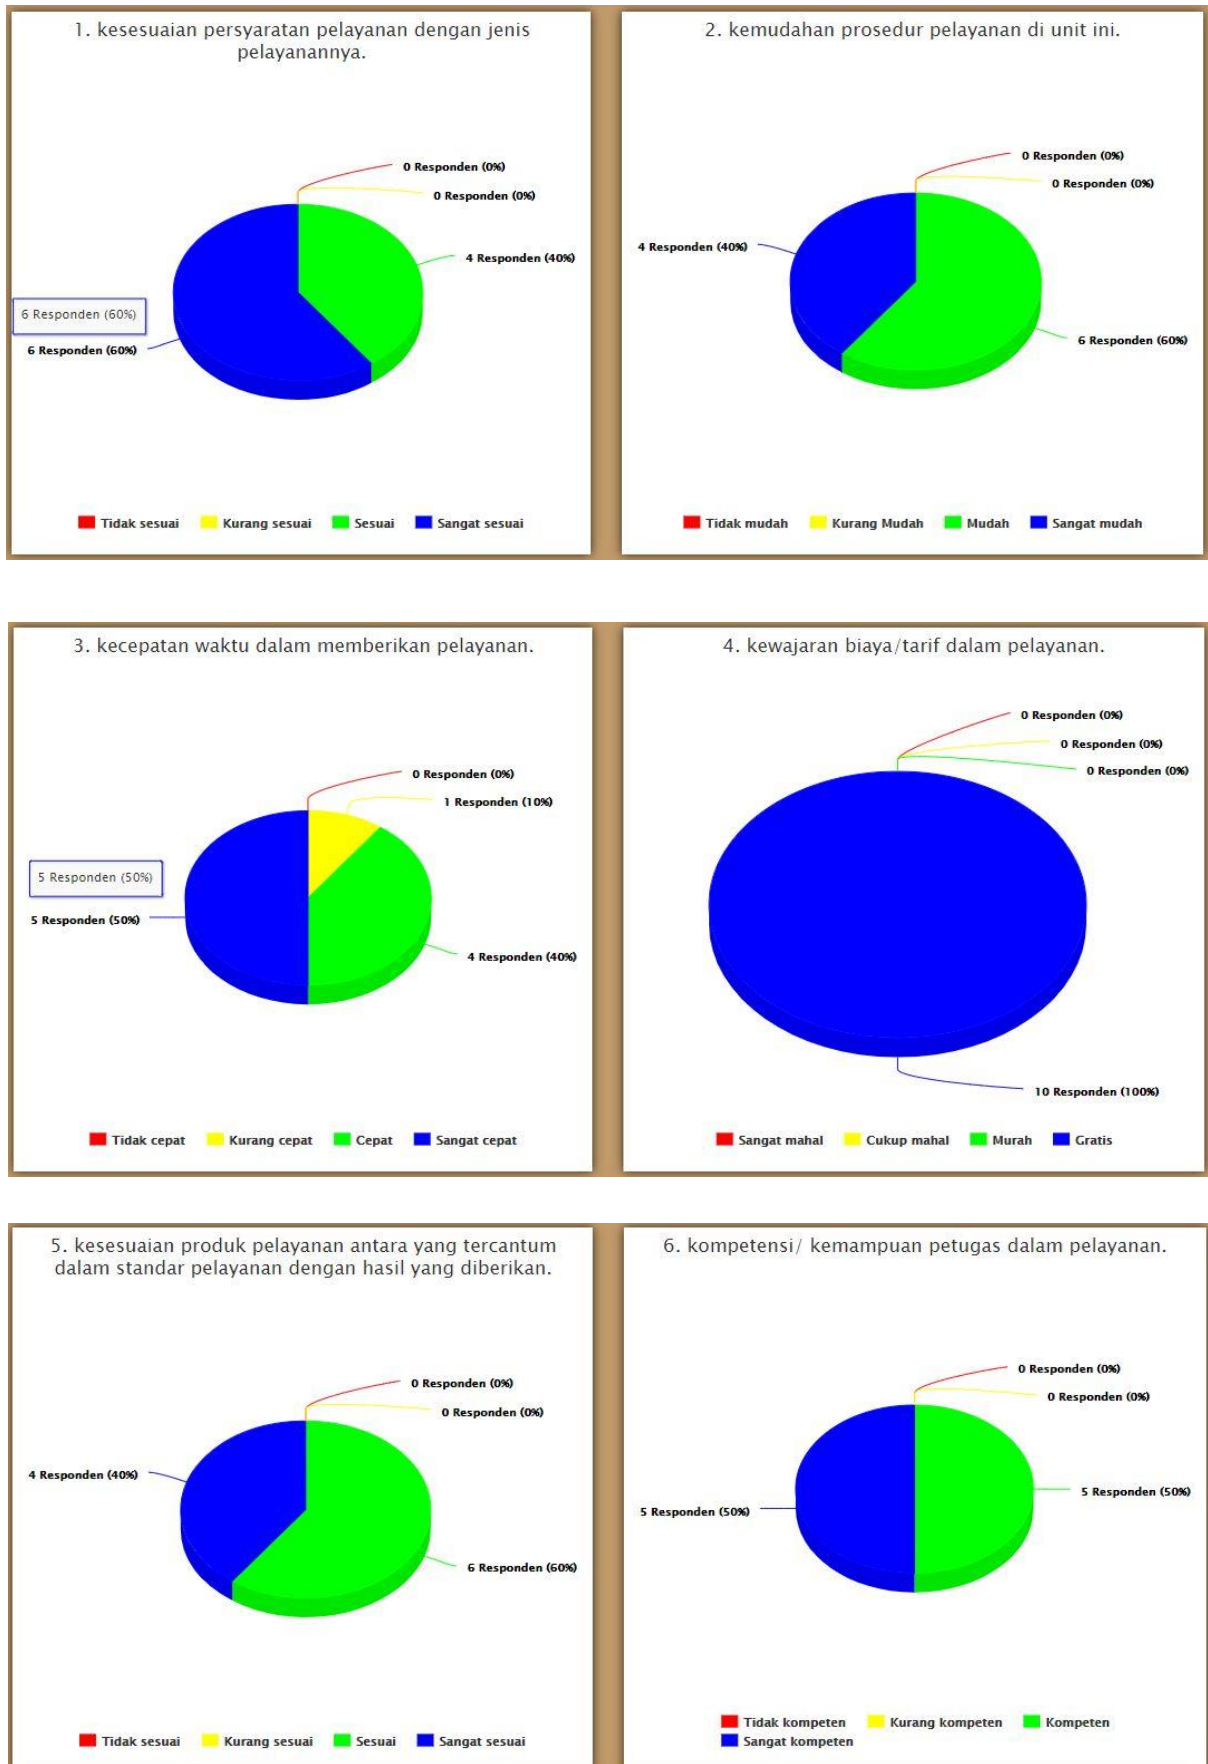 1. kesesuaian persyaratan pelayanan dengan jenis
pelayanannya.
0 Responden (0%)
0 Responden (0%)
4 Responden (40%)
6 Responden (60%)
6 Responden (60%)
Tidak sesuai Kurang sesuai Sesuai Sangat sesuai
2. kemudahan prosedur pelayanan di unit ini.
0 Responden (0%)
0 Responden (0%)
4 Responden (40%)
6 Responden (60%)
Tidak mudah Kurang Mudah Mudah Sangat mudah
3. kecepatan waktu dalam memberikan pelayanan.
0 Responden (0%)
1 Responden (10%)
5 Responden (50%)
5 Responden (50%)
4 Responden (40%)
Tidak cepat Kurang cepat Cepat Sangat cepat
4. kewajaran biaya/tarif dalam pelayanan.
0 Responden (0%)
0 Responden (0%)
0 Responden (0%)
10 Responden (100%)
Sangat mahal Cukup mahal Murah Gratis
5. kesesuaian produk pelayanan antara yang tercantum
dalam standar pelayanan dengan hasil yang diberikan.
0 Responden (0%)
0 Responden (0%)
4 Responden (40%)
6 Responden (60%)
Tidak sesuai Kurang sesuai Sesuai Sangat sesuai
6. kompetensi/ kemampuan petugas dalam pelayanan.
0 Responden (0%)
0 Responden (0%)
5 Responden (50%)
5 Responden (50%)
Tidak kompeten Kurang kompeten Kompeten
Sangat kompeten